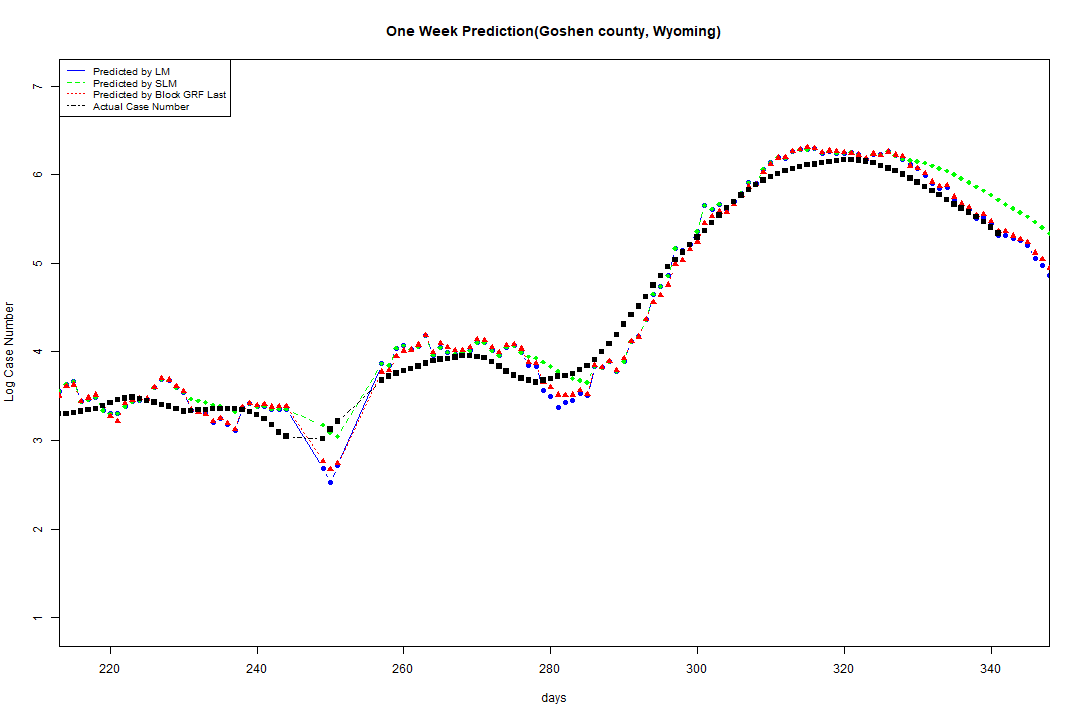 One Week Prediction(Goshen county, Wyoming)
Predicted by LM
Predicted by SLM
Predicted by Block GRF Last
Actual Case Number
Log Case Number
7
6
5
4
3
2
1
220 240 260 280 300 320 340
days